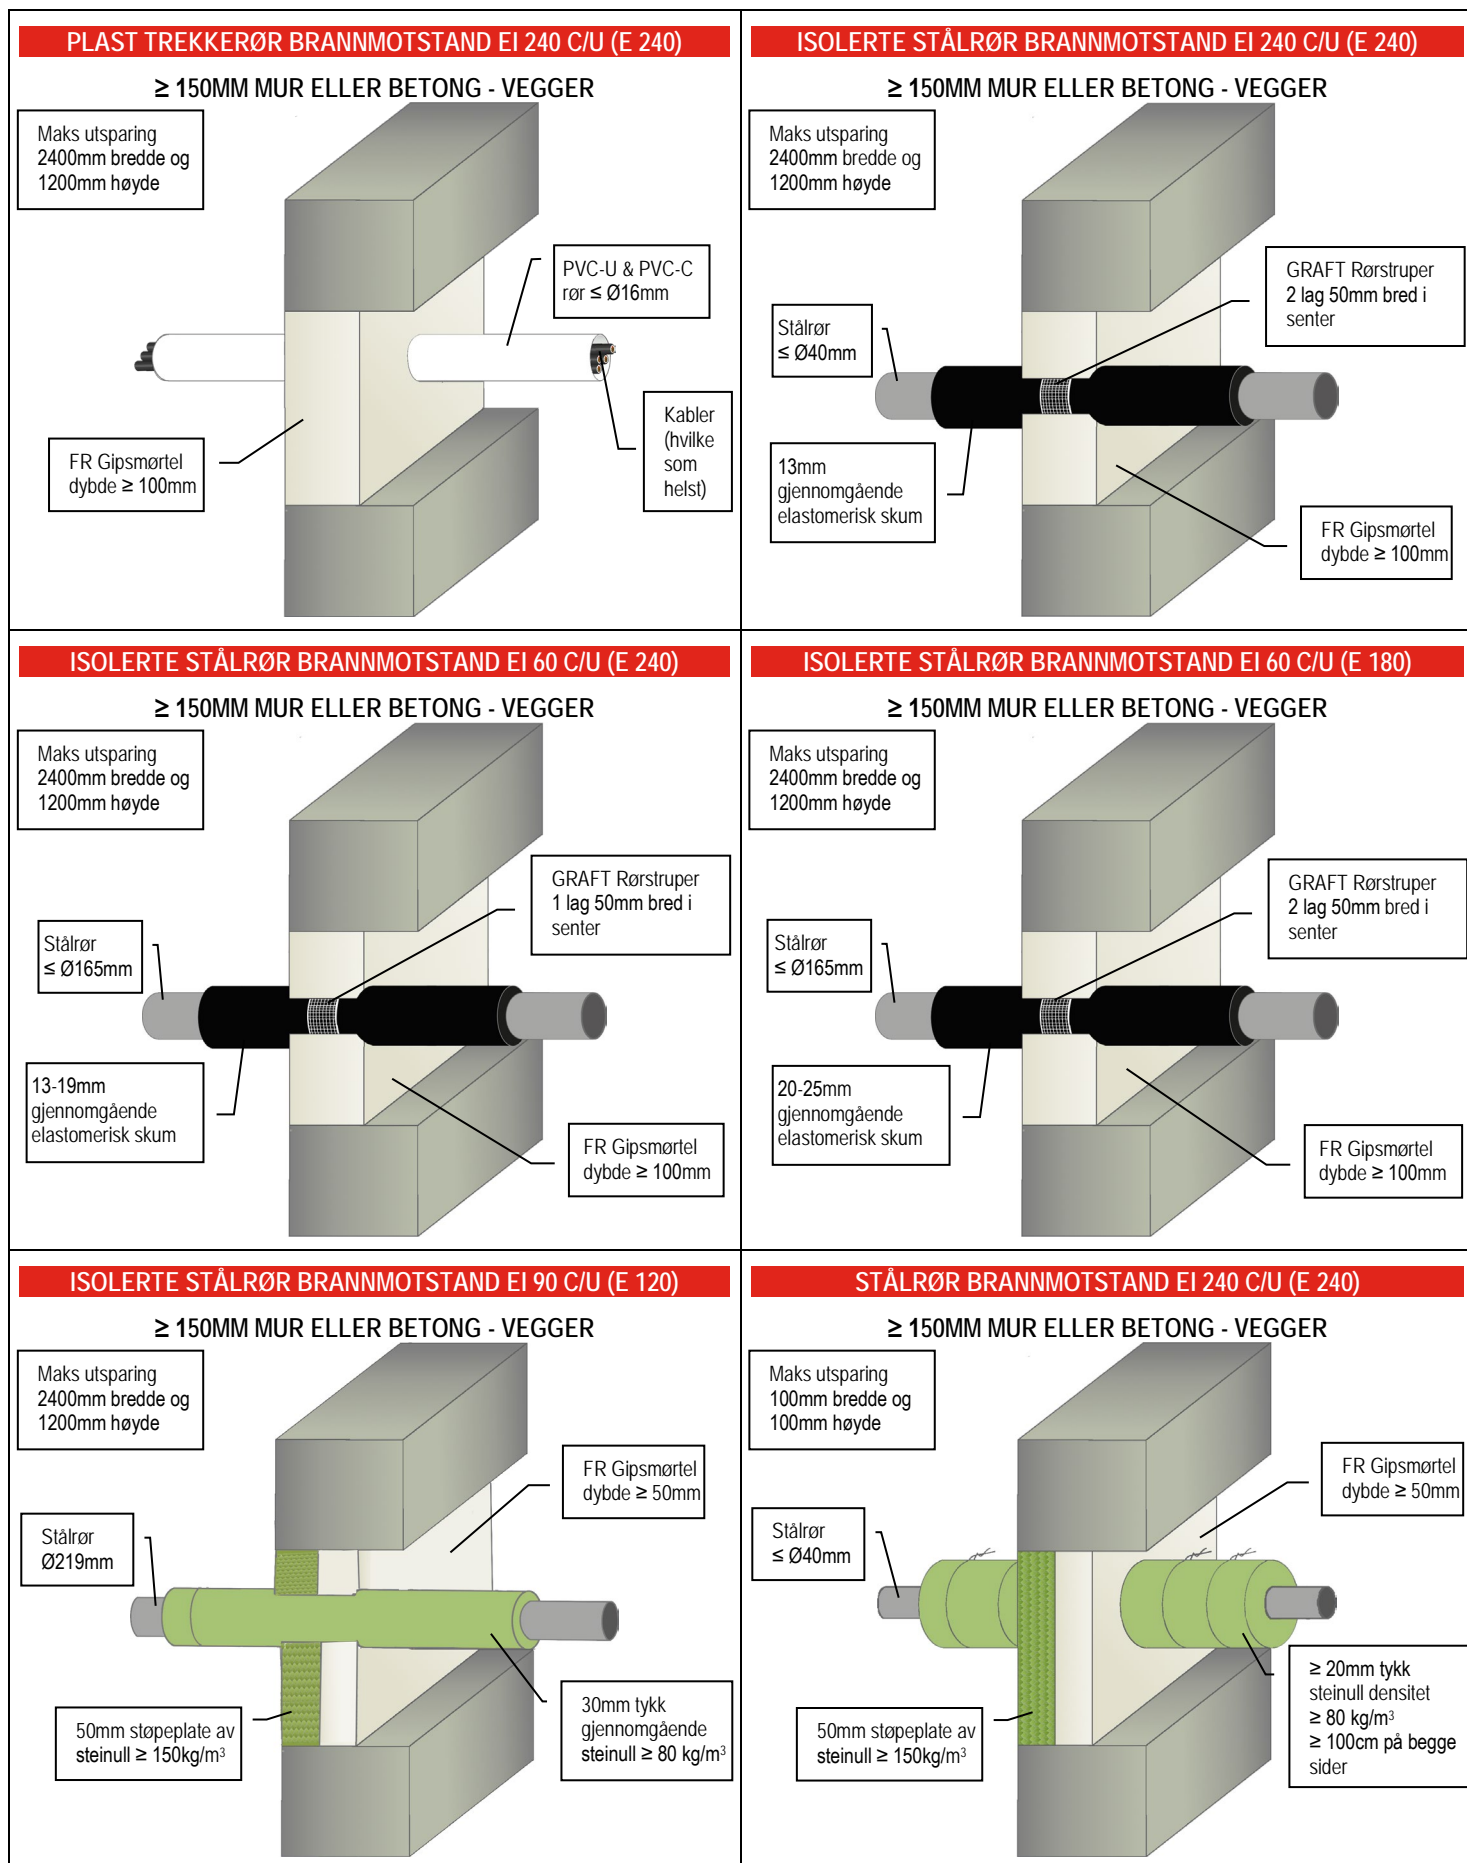 PLAST TREKKERØR BRANNMOTSTAND EI 240 C/U (E 240)
≥ 150MM MUR ELLER BETONG - VEGGER
Maks utsparing
2400mm bredde og
1200mm høyde
PVC-U & PVC-C
rør ≤ Ø16mm
Kabler
(hvilke
som
helst)
FR Gipsmørtel
dybde ≥ 100mm
ISOLERTE STÅLRØR BRANNMOTSTAND EI 240 C/U (E 240)
≥ 150MM MUR ELLER BETONG - VEGGER
Maks utsparing
2400mm bredde og
1200mm høyde
GRAFT Rørstruper
2 lag 50mm bred i
senter
Stålrør
≤ Ø40mm
13mm
gjennomgående
elastomerisk skum
FR Gipsmørtel
dybde ≥ 100mm
ISOLERTE STÅLRØR BRANNMOTSTAND EI 60 C/U (E 240)
≥ 150MM MUR ELLER BETONG - VEGGER
Maks utsparing
2400mm bredde og
1200mm høyde
GRAFT Rørstruper
1 lag 50mm bred i
senter
Stålrør
≤ Ø165mm
13-19mm
gjennomgående
elastomerisk skum
FR Gipsmørtel
dybde ≥ 100mm
ISOLERTE STÅLRØR BRANNMOTSTAND EI 60 C/U (E 180)
≥ 150MM MUR ELLER BETONG - VEGGER
Maks utsparing
2400mm bredde og
1200mm høyde
GRAFT Rørstruper
2 lag 50mm bred i
senter
Stålrør
≤ Ø165mm
20-25mm
gjennomgående
elastomerisk skum
FR Gipsmørtel
dybde ≥ 100mm
ISOLERTE STÅLRØR BRANNMOTSTAND EI 90 C/U (E 120)
≥ 150MM MUR ELLER BETONG - VEGGER
Maks utsparing
2400mm bredde og
1200mm høyde
FR Gipsmørtel
dybde ≥ 50mm
Stålrør
Ø219mm
50mm støpeplate av
steinull ≥ 150kg/m³
30mm tykk
gjennomgående
steinull ≥ 80 kg/m³
STÅLRØR BRANNMOTSTAND EI 240 C/U (E 240)
≥ 150MM MUR ELLER BETONG - VEGGER
Maks utsparing
100mm bredde og
100mm høyde
FR Gipsmørtel
dybde ≥ 50mm
Stålrør
≤ Ø40mm
50mm støpeplate av
steinull ≥ 150kg/m³
≥ 20mm tykk
steinull densitet
≥ 80 kg/m³
≥ 100cm på begge
sider